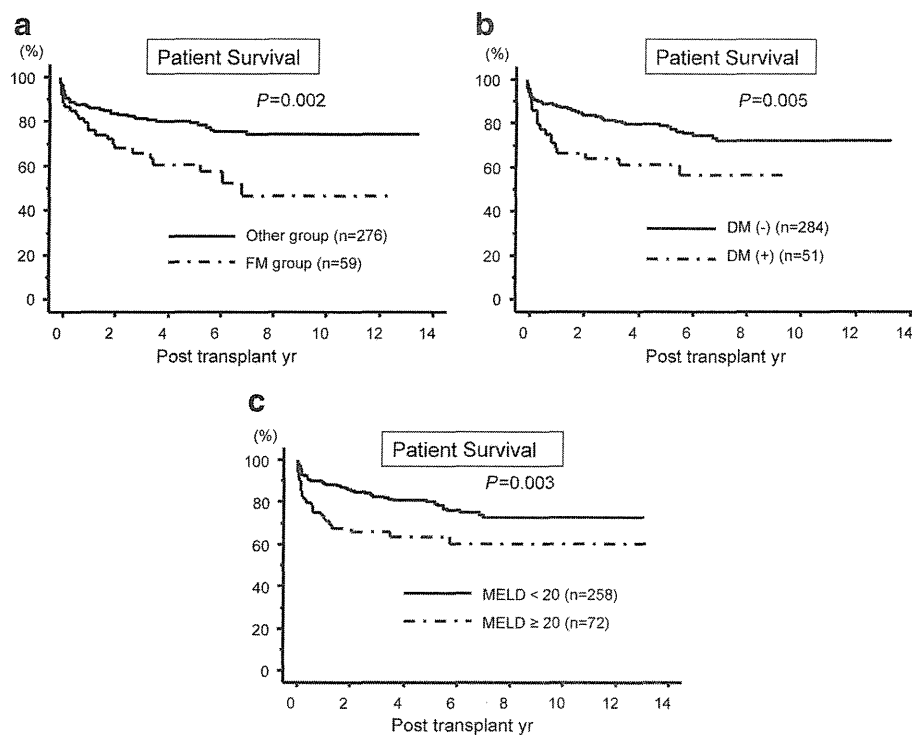 a
(%)
Patient Survival
P=0.002
100
80
60
40
20
0
Other group (n=276)
FM group (n=59)
0 2 4 6 8 10 12 14
Post transplant yr
b
(%)
Patient Survival
P=0.005
100
80
60
40
20
0
DM (-) (n=284)
DM (+) (n=51)
0 2 4 6 8 10 12 14
Post transplant yr
c
(%)
Patient Survival
P=0.003
100
80
60
40
20
0
MELD < 20 (n=258)
MELD ≥ 20 (n=72)
0 2 4 6 8 10 12 14
Post transplant yr